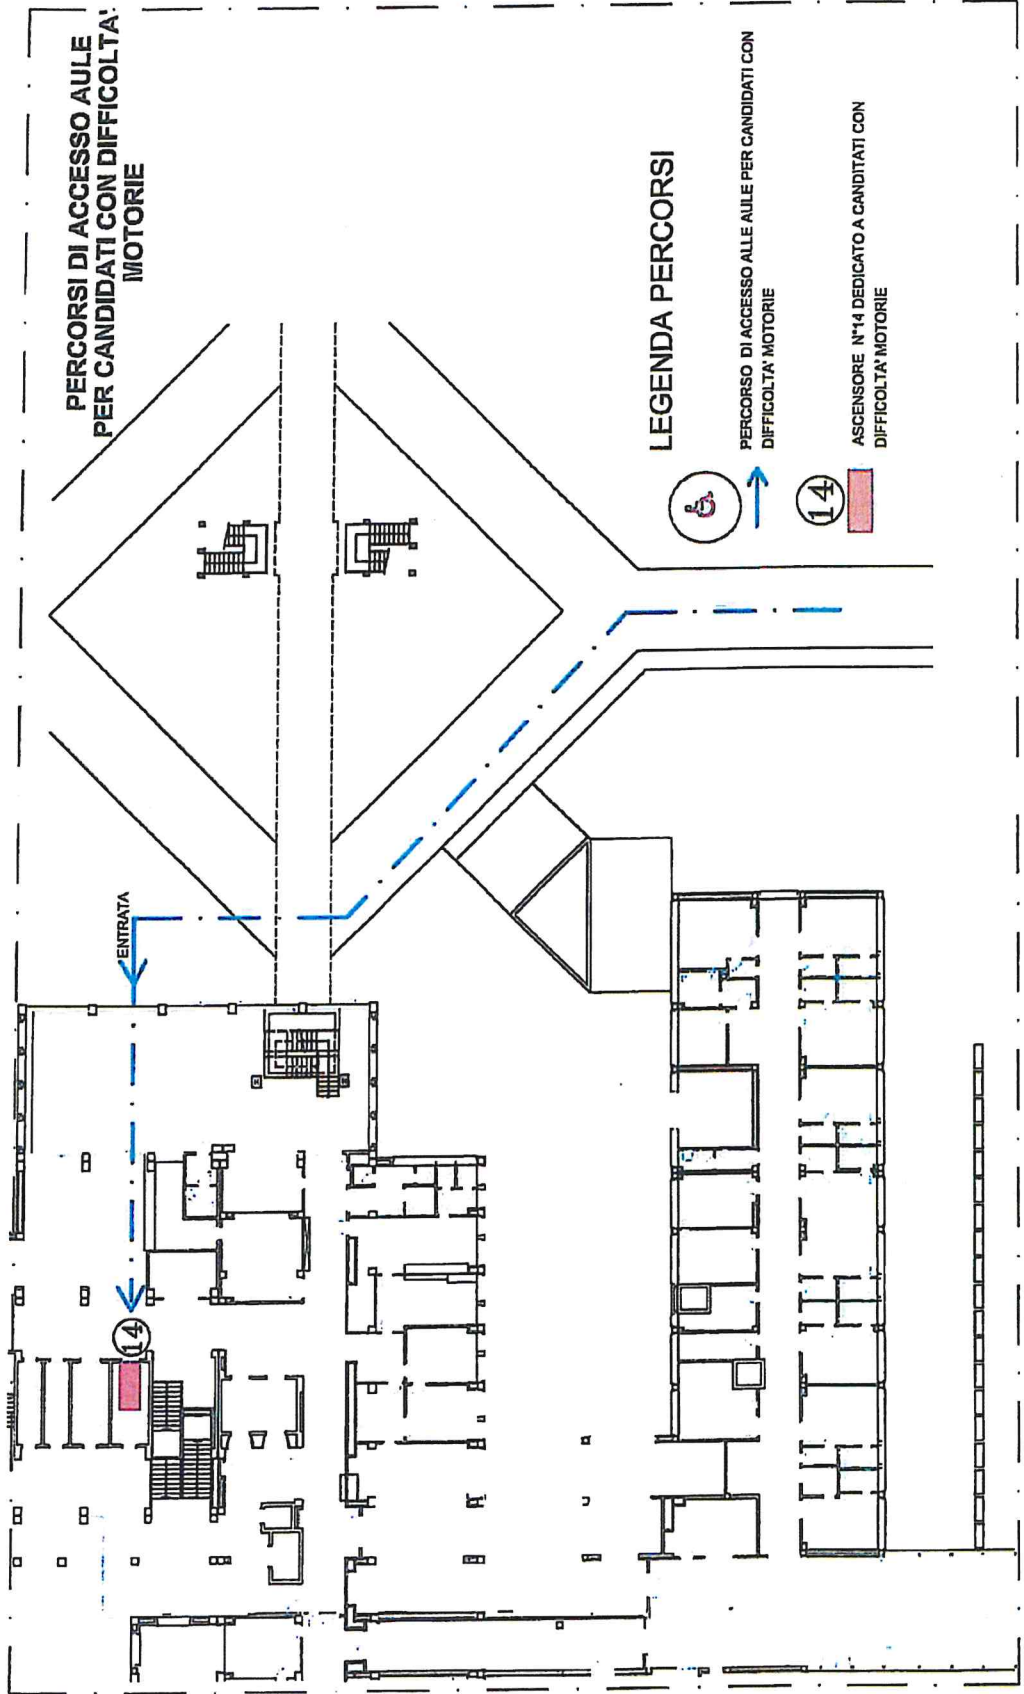 PERCORSI DI ACCESSO AULE
PER CANDIDATI CON DIFFICOLTA'
MOTORIE
ENTRATA
14
LEGENDA PERCORSI
PERCORSO DI ACCESSO ALLE AULE PER CANDIDATI CON
DIFFICOLTA' MOTORIE
14
ASCENSORE N°14 DEDICATO A CANDITATI CON
DIFFICOLTA' MOTORIE